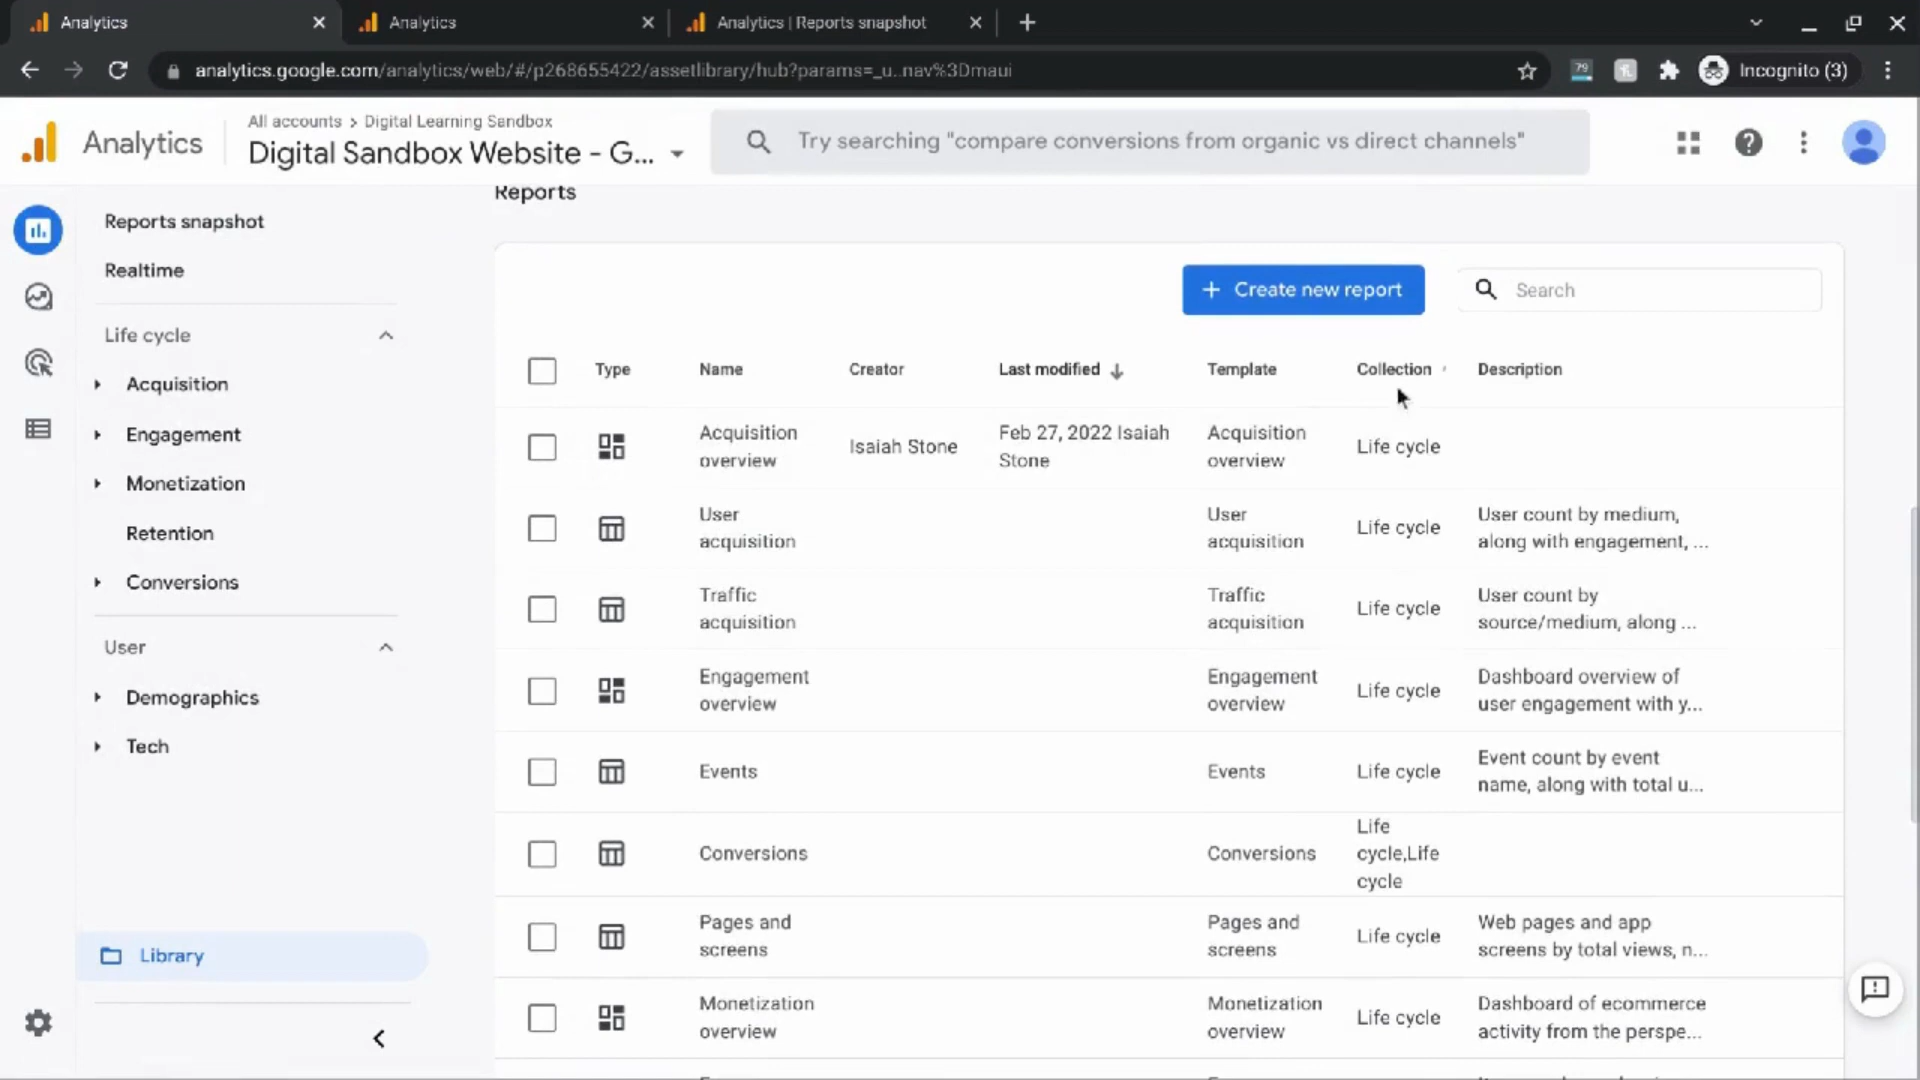 Analytics
Analytics
Analytics | Reports snapshot
analytics.google.com/analytics/web/#/p268655422/assetlibrary/hub?params=_u..nav%3Dmaui
79
Incognito (3)
Analytics
All accounts > Digital Learning Sandbox
Digital Sandbox Website - G...
Try searching "compare conversions from organic vs direct channels"
Reports snapshot
Realtime
Life cycle
Acquisition
Engagement
Monetization
Retention
Conversions
User
Demographics
Tech
Library
Reports
Create new report
Search
Type Name Creator Last modified Template Collection Description
Acquisition
overview
Isaiah Stone
Feb 27, 2022 Isaiah
Stone
Acquisition
overview
Life cycle
User
acquisition
User
acquisition
Life cycle
User count by medium,
along with engagement, ...
Traffic
acquisition
Traffic
acquisition
Life cycle
User count by
source/medium, along ...
Engagement
overview
Engagement
overview
Life cycle
Dashboard overview of
user engagement with y...
Events
Events
Life cycle
Event count by event
name, along with total u...
Conversions
Conversions
Life
cycle,Life
cycle
Pages and
screens
Pages and
screens
Life cycle
Web pages and app
screens by total views, n...
Monetization
overview
Monetization
overview
Life cycle
Dashboard of ecommerce
activity from the perspe...